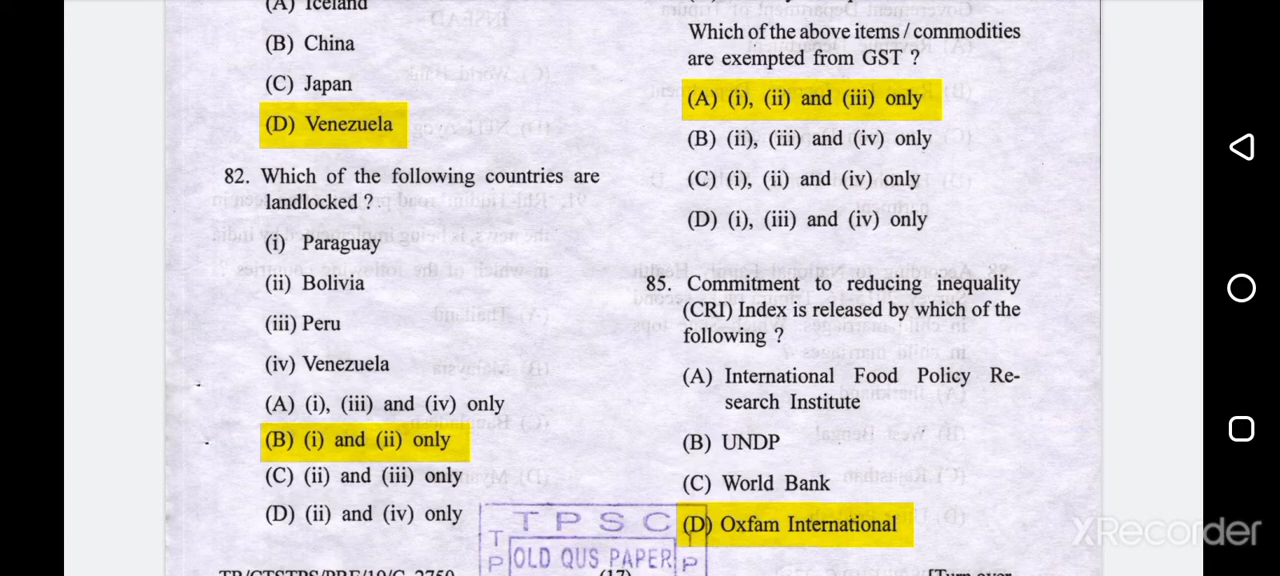 (A) Iceland
(B) China
(C) Japan
(D) Venezuela
82. Which of the following countries are
landlocked ?
(i) Paraguay
(ii) Bolivia
(iii) Peru
(iv) Venezuela
(A) (i), (iii) and (iv) only
(B) (i) and (ii) only
(C) (ii) and (iii) only
(D) (ii) and (iv) only
Which of the above items / commodities
are exempted from GST ?
(A) (i), (ii) and (iii) only
(B) (ii), (iii) and (iv) only
(C) (i), (ii) and (iv) only
(D) (i), (iii) and (iv) only
85. Commitment to reducing inequality
(CRI) Index is released by which of the
following ?
(A) International Food Policy Re-
search Institute
(B) UNDP
(C) World Bank
(D) Oxfam International
T P S C
OLD QUS PAPER
(17)
[Turn over
XRecorder